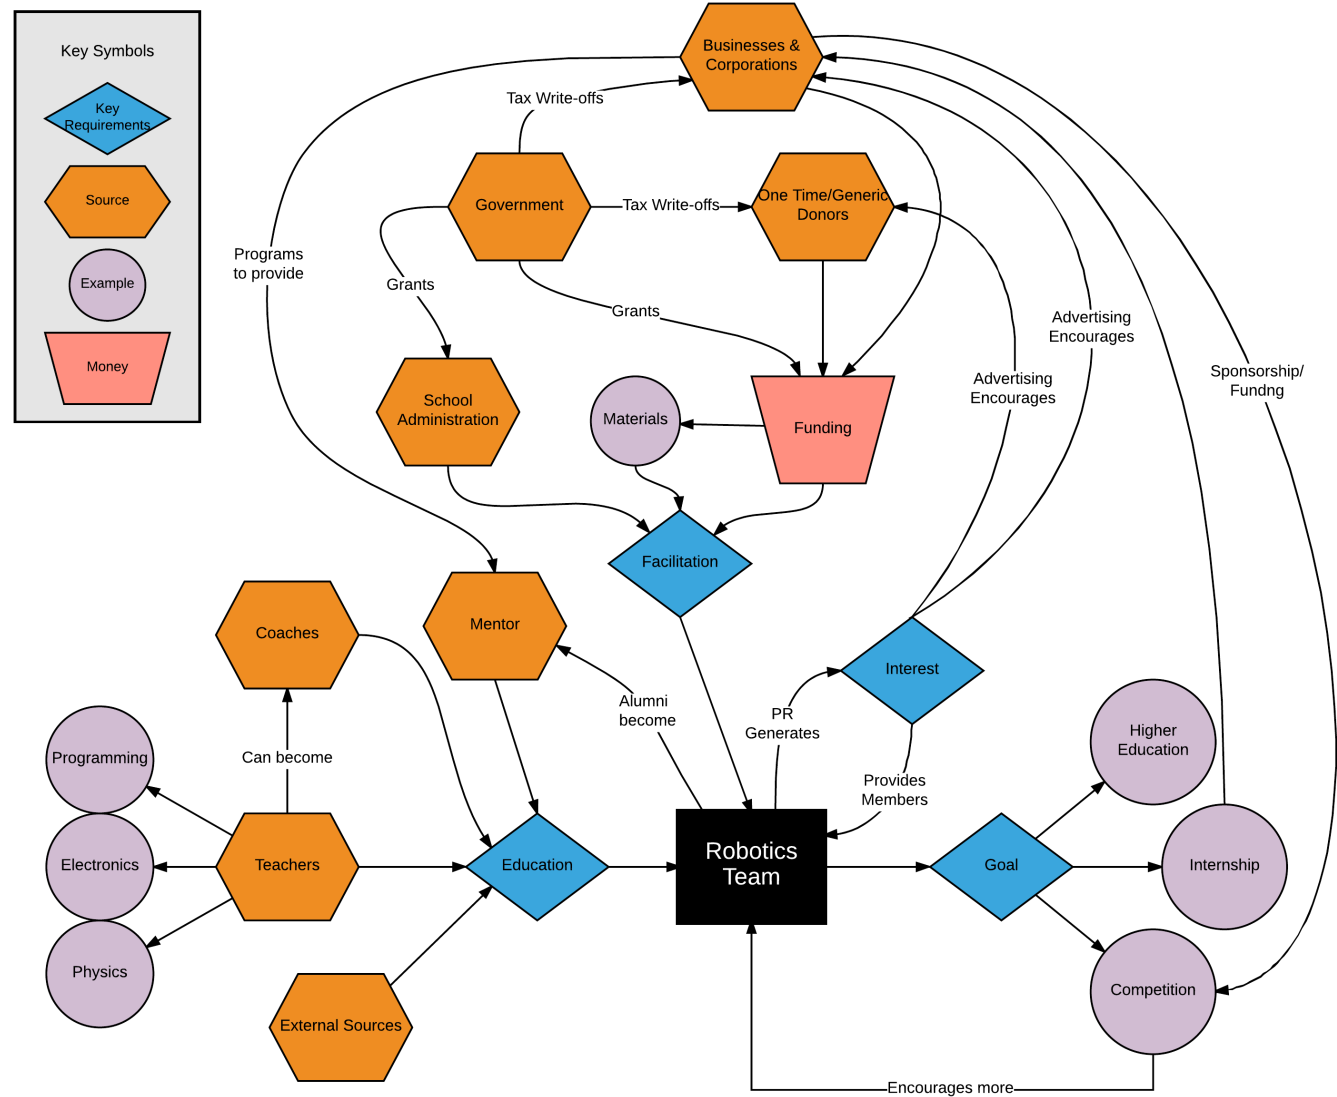 Key Symbols
Key
Requirements
Source
Example
Money
Businesses &
Corporations
Tax Write-offs
Government
Tax Write-offs
One Time/Generic
Donors
Programs
to provide
Grants
Grants
Advertising
Encourages
Advertising
Encourages
Sponsorship/
Fundng
School
Administration
Materials
Funding
Facilitation
Coaches
Mentor
Interest
Alumni
become
PR
Generates
Higher
Education
Programming
Can become
Provides
Members
Electronics
Teachers
Education
Robotics
Team
Goal
Internship
Physics
Competition
External Sources
Encourages more